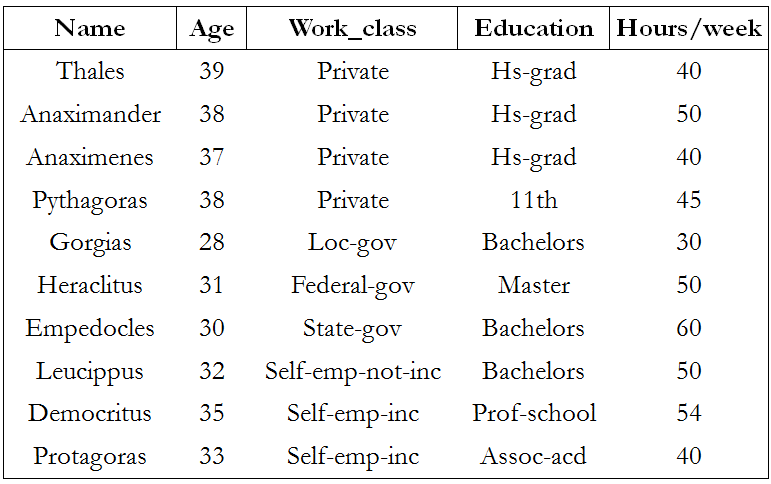 Name Age Work_class Education Hours/week
Thales 39 Private Hs-grad 40
Anaximander 38 Private Hs-grad 50
Anaximenes 37 Private Hs-grad 40
Pythagoras 38 Private 11th 45
Gorgias 28 Loc-gov Bachelors 30
Heraclitus 31 Federal-gov Master 50
Empedocles 30 State-gov Bachelors 60
Leucippus 32 Self-emp-not-inc Bachelors 50
Democritus 35 Self-emp-inc Prof-school 54
Protagoras 33 Self-emp-inc Assoc-acd 40